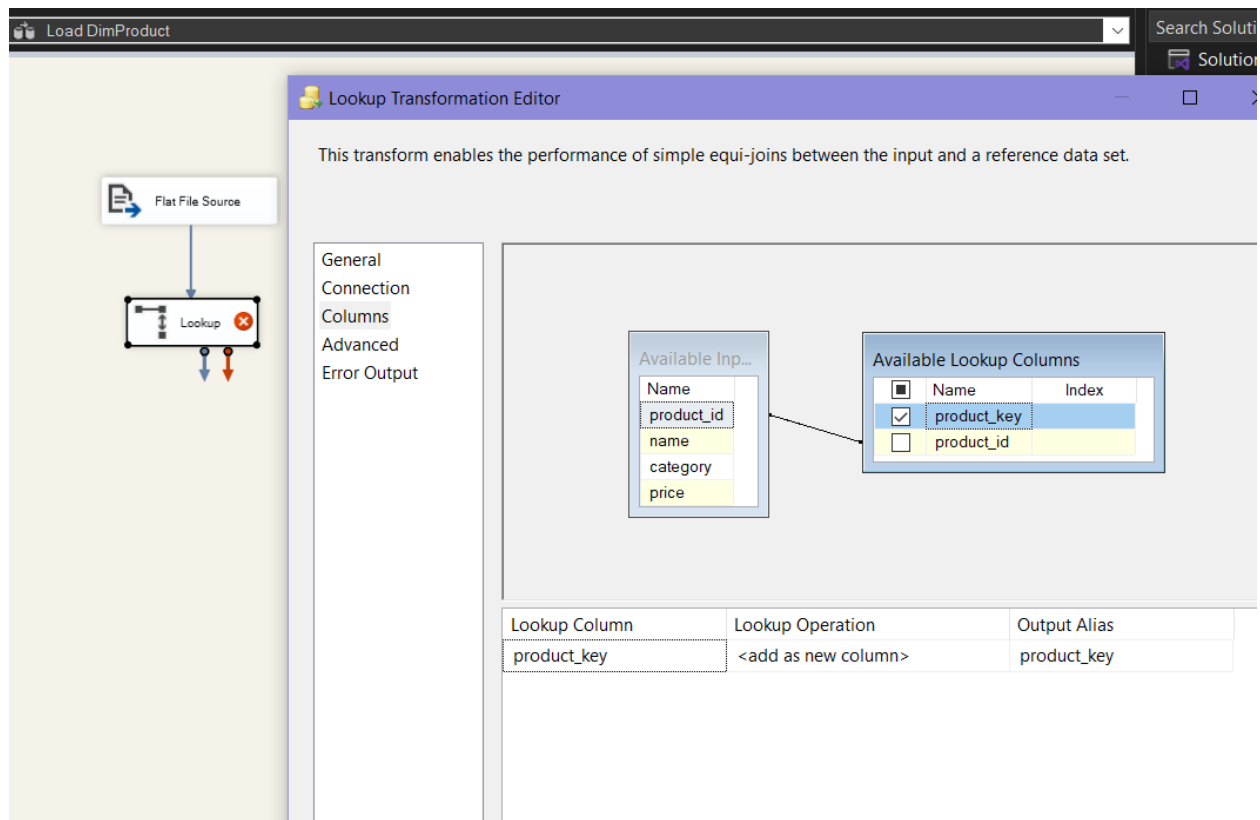 Load DimProduct
Search Soluti
Solution
Lookup Transformation Editor
This transform enables the performance of simple equi-joins between the input and a reference data set.
Flat File Source
Lookup
General
Connection
Columns
Advanced
Error Output
Available Inp...
Name
product_id
name
category
price
Available Lookup Columns
Name Index
product_key
product_id
Lookup Column Lookup Operation Output Alias
product_key <add as new column> product_key